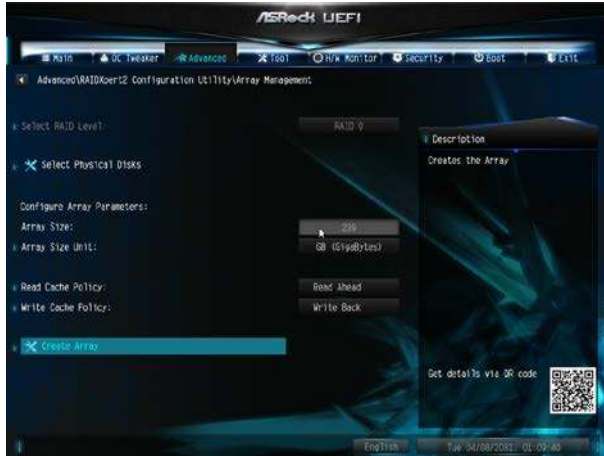 ASRock UEFI
Main OC Tweaker Advanced Tool H/W Monitor Security Boot Exit
Advanced\RAIDXpert2 Configuration Utility\Array Management
Select RAID Level: RAID 0
Description
Creates the Array
Select Physical Disks
Configure Array Parameters:
Array Size:
Array Size Unit: GB (GigaBytes)
Read Cache Policy: Read Ahead
Write Cache Policy: Write Back
Create Array
Get details via QR code
English